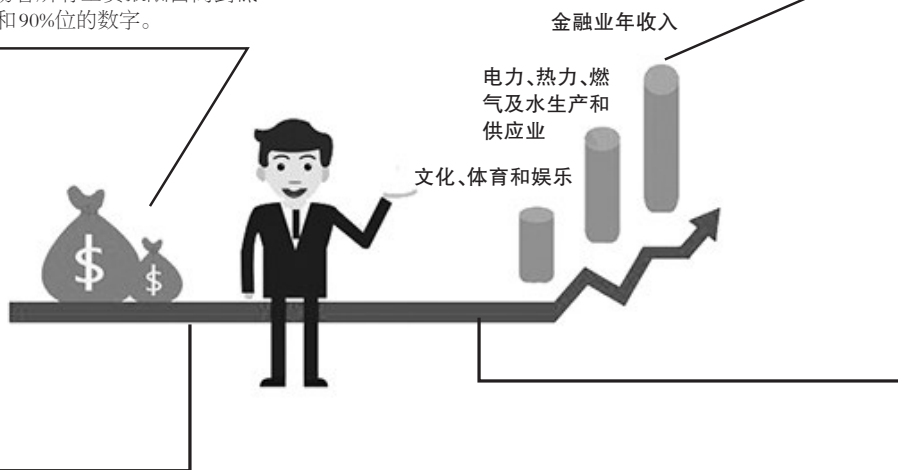 和90%位的数字。
金融业年收入
电力、热力、燃
气及水生产和
供应业
文化、体育和娱乐
$
$